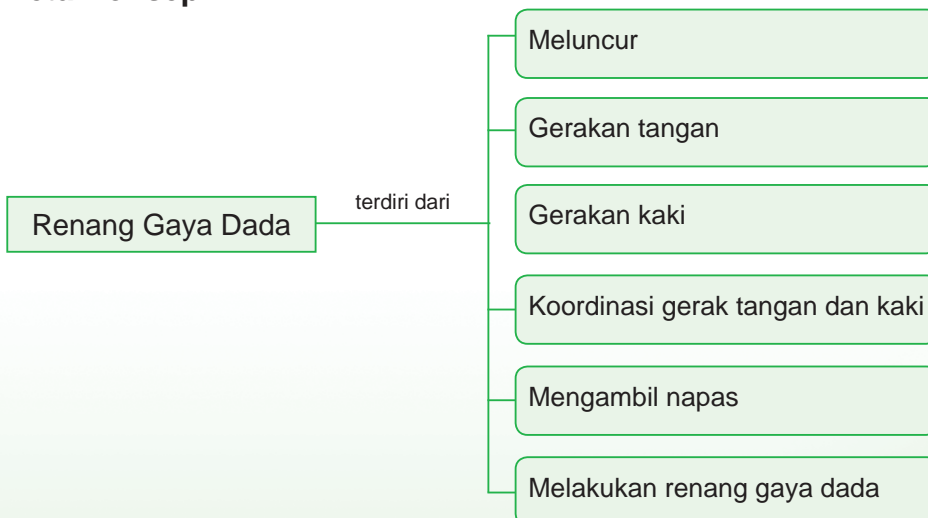 Renang Gaya Dada
terdiri dari
Meluncur
Gerakan tangan
Gerakan kaki
Koordinasi gerak tangan dan kaki
Mengambil napas
Melakukan renang gaya dada